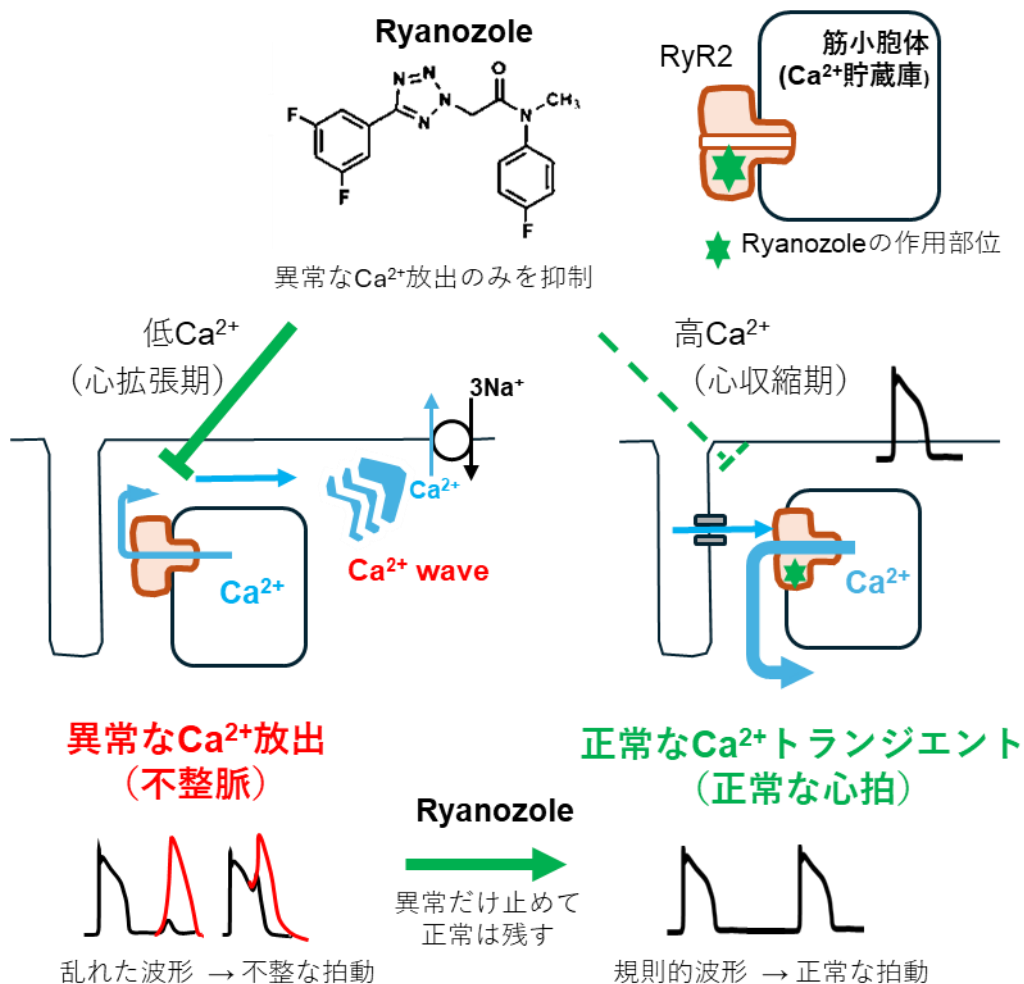 Ryanozole
N=N
N
N
N
O
N
CH₃
F
F
F
異常なCa²⁺放出のみを抑制
RyR2
筋小胞体
(Ca²⁺貯蔵庫)
Ryanozoleの作用部位
低Ca²⁺
（心拡張期）
3Na⁺
Ca²⁺
Ca²⁺ wave
Ca²⁺
高Ca²⁺
（心収縮期）
Ca²⁺
異常なCa²⁺放出
（不整脈）
正常なCa²⁺トランジエント
（正常な心拍）
Ryanozole
異常だけ止めて
正常は残す
乱れた波形 → 不整な拍動
規則的波形 → 正常な拍動